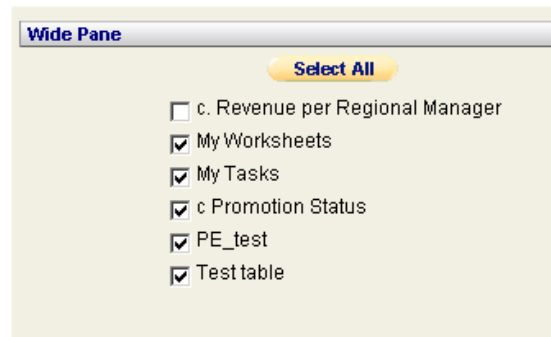 Wide Pane
Select All
c. Revenue per Regional Manager
My Worksheets
My Tasks
c Promotion Status
PE_test
Test table